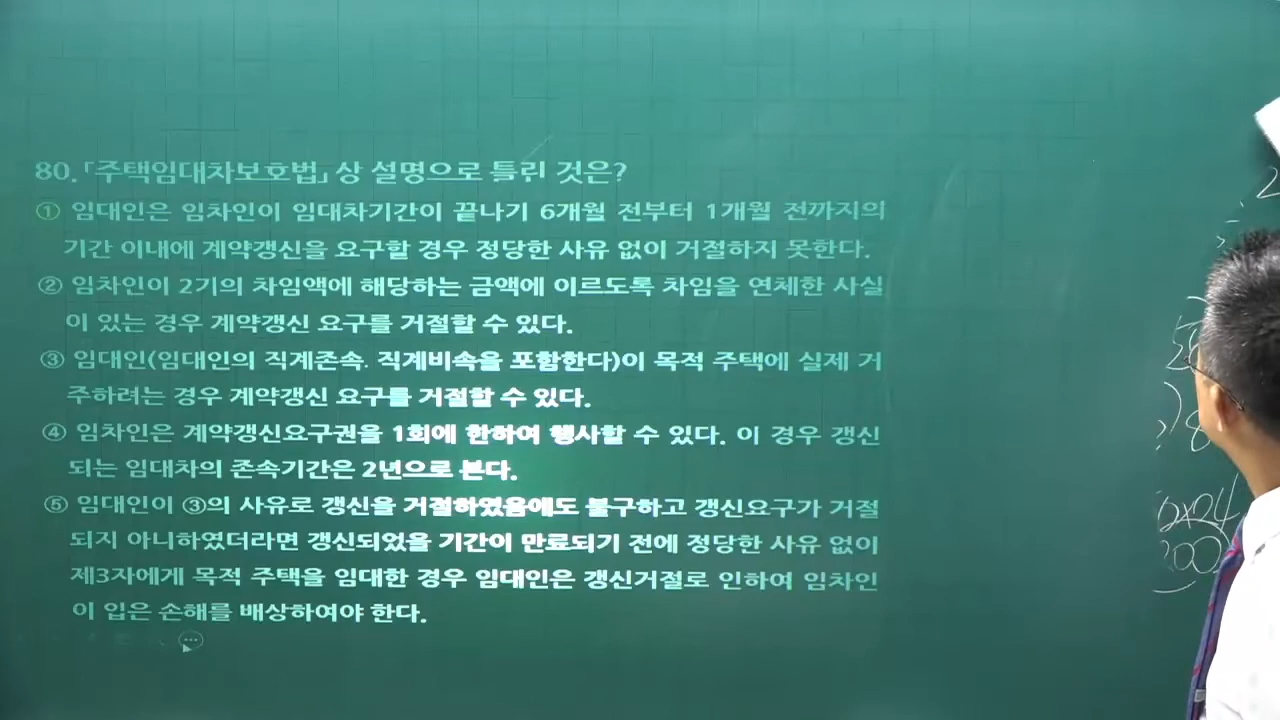 80.「주택임대차보호법」상 설명으로 틀린 것은?
① 임대인은 임차인이 임대차기간이 끝나기 6개월 전부터 1개월 전까지의
기간 이내에 계약갱신을 요구할 경우 정당한 사유 없이 거절하지 못한다.
② 임차인이 2기의 차임액에 해당하는 금액에 이르도록 차임을 연체한 사실
이 있는 경우 계약갱신 요구를 거절할 수 있다.
③ 임대인(임대인의 직계존속. 직계비속을 포함한다)이 목적 주택에 실제 거
주하려는 경우 계약갱신 요구를 거절할 수 있다.
④ 임차인은 계약갱신요구권을 1회에 한하여 행사할 수 있다. 이 경우 갱신
되는 임대차의 존속기간은 2년으로 본다.
⑤ 임대인이 ③의 사유로 갱신을 거절하였음에도 불구하고 갱신요구가 거절
되지 아니하였더라면 갱신되었을 기간이 만료되기 전에 정당한 사유 없이
제3자에게 목적 주택을 임대한 경우 임대인은 갱신거절로 인하여 임차인
이 입은 손해를 배상하여야 한다.